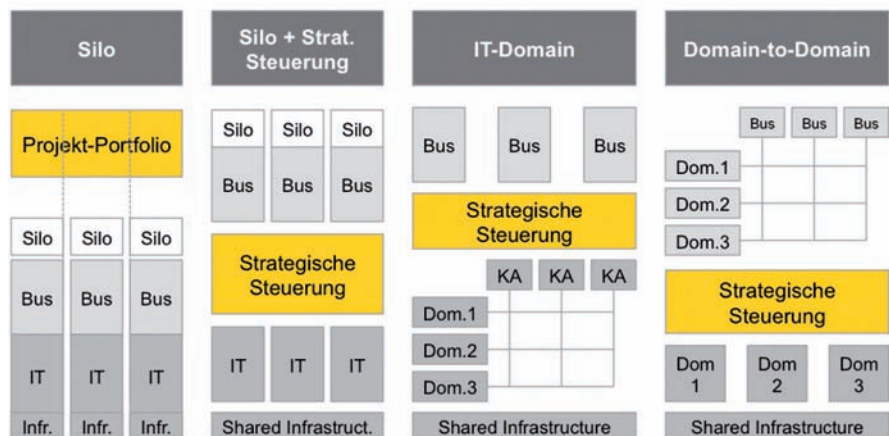 Silo
Silo + Strat.
Steuerung
IT-Domain
Domain-to-Domain
Projekt-Portfolio
Silo Silo Silo
Bus Bus Bus
IT IT IT
Infr. Infr. Infr.
Silo Silo Silo
Bus Bus Bus
Strategische
Steuerung
IT IT IT
Shared Infrastruct.
Bus Bus Bus
Strategische
Steuerung
KA KA KA
Dom.1
Dom.2
Dom.3
Shared Infrastructure
Bus Bus Bus
Dom.1
Dom.2
Dom.3
Strategische
Steuerung
Dom Dom Dom
1 2 3
Shared Infrastructure